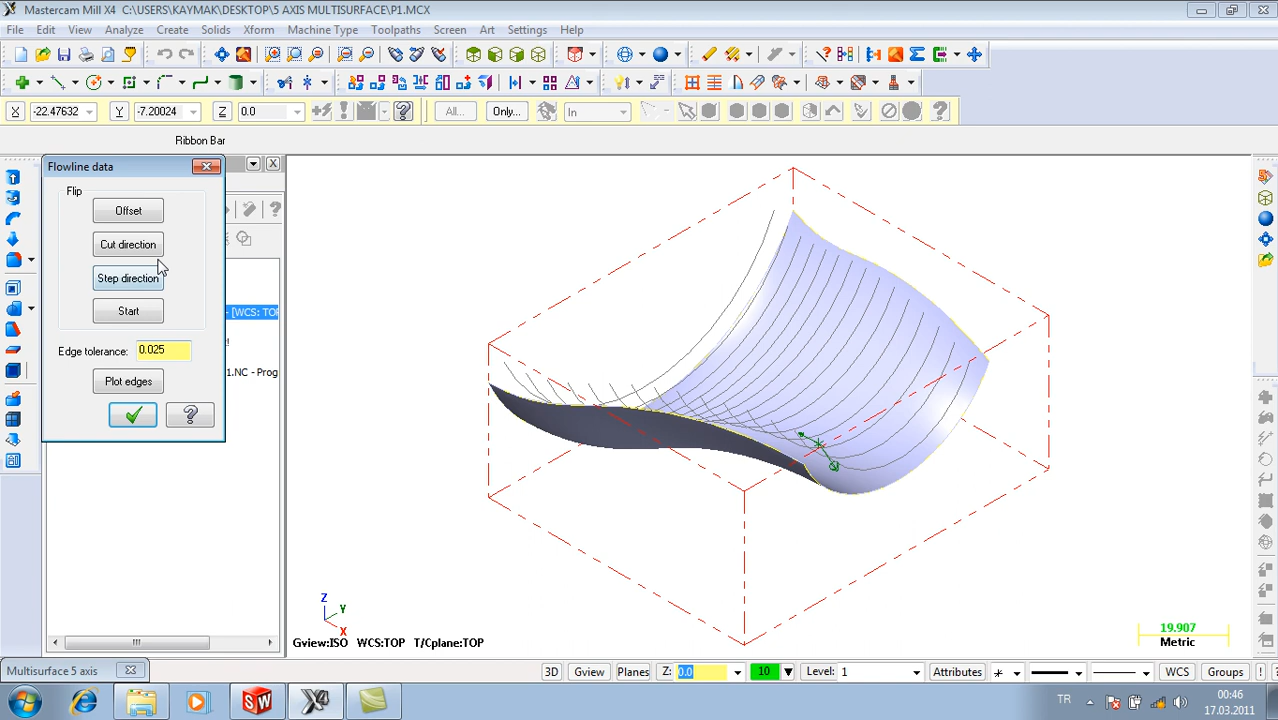 Mastercam Mill X4 C:\USERS\KAYMAK\DESKTOP\5 AXIS MULTISURFACE\P1.MCX
File Edit View Analyze Create Solids Xform Machine Type Toolpaths Screen Art Settings Help
X -22.47632 Y -7.20024 Z 0.0 All... Only... In
Ribbon Bar
Flowline data
Flip
Offset
Cut direction
Step direction
Start
- [WCS: TOP
1.NC - Prog
Edge tolerance: 0.025
Plot edges
Z
Y
X
Gview:ISO WCS:TOP T/Cplane:TOP
19.907
Metric
Multisurface 5 axis
3D Gview Planes Z: 0.0 10 Level: 1 Attributes WCS Groups
TR
00:46
17.03.2011